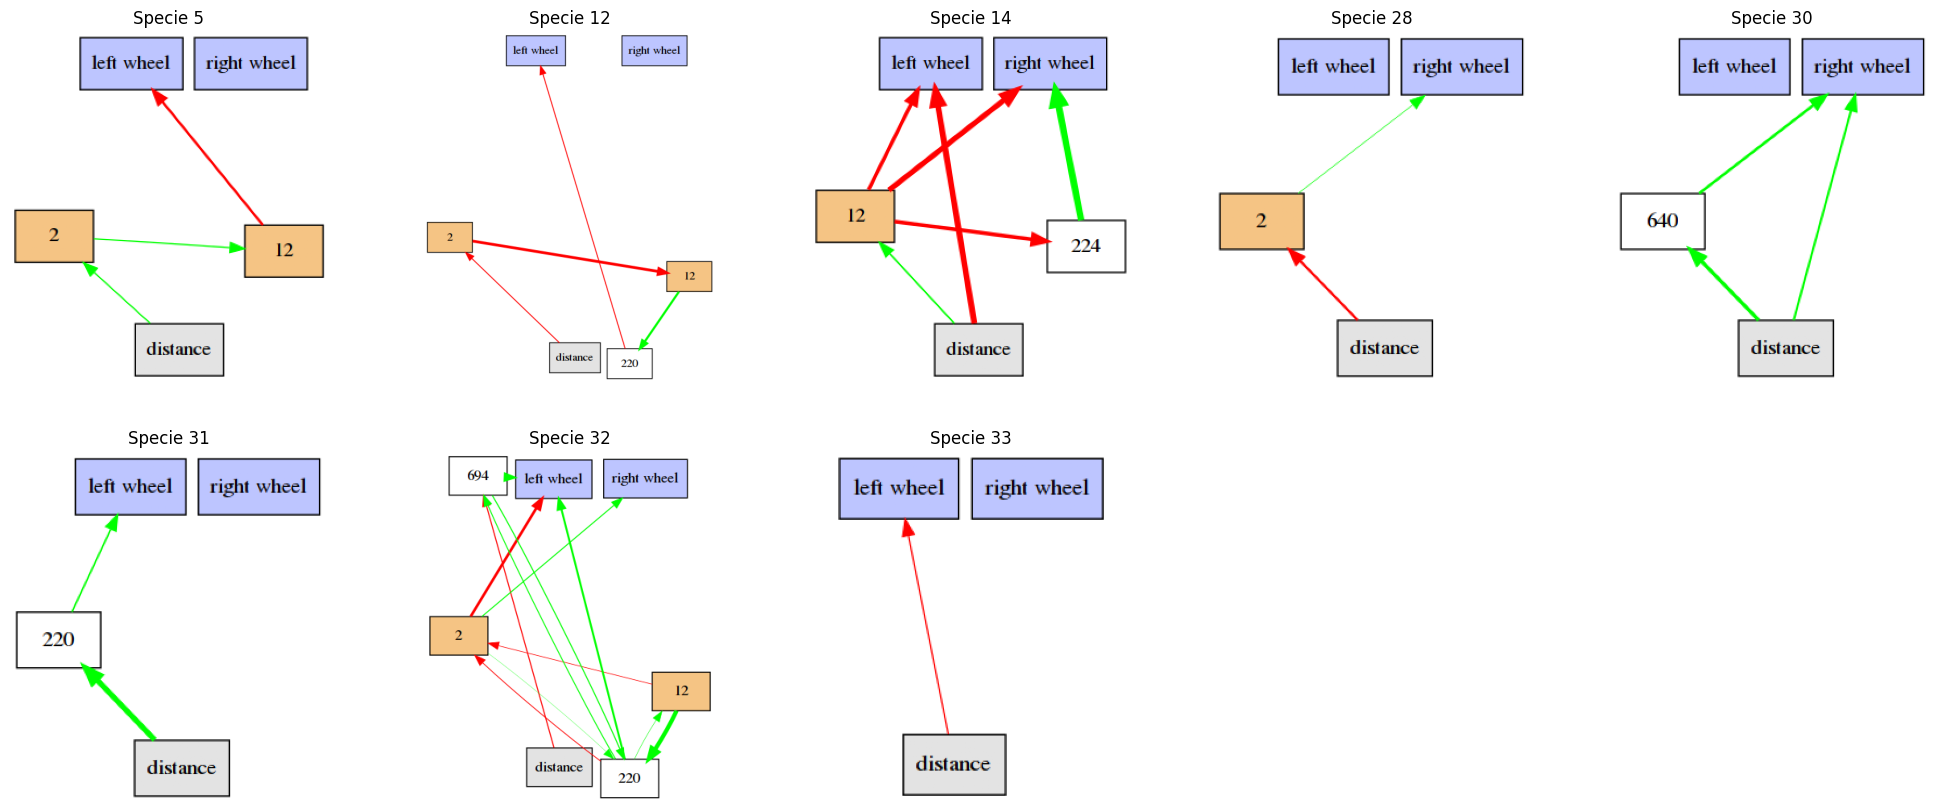 Specie 5
left wheel
right wheel
2
12
distance
Specie 12
left wheel
right wheel
2
12
distance
220
Specie 14
left wheel
right wheel
12
224
distance
Specie 28
left wheel
right wheel
2
distance
Specie 30
left wheel
right wheel
640
distance
Specie 31
left wheel
right wheel
220
distance
Specie 32
694
left wheel
right wheel
2
12
distance
220
Specie 33
left wheel
right wheel
distance